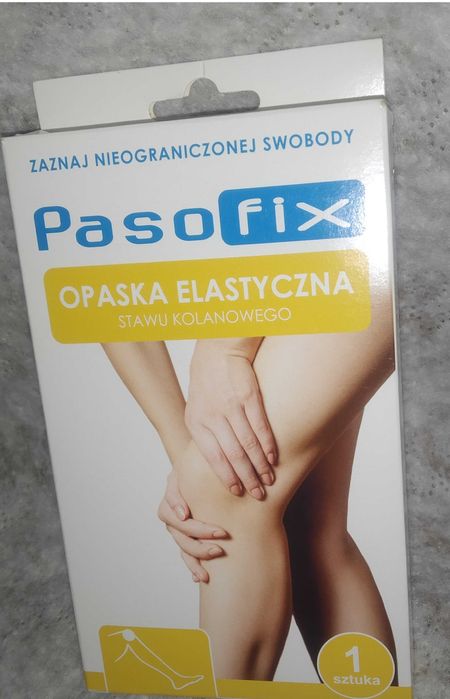 ZAZNAJ NIEOGRANICZONEJ SWOBODY
Pasofix
OPASKA ELASTYCZNA
STAWU KOLANOWEGO
1
sztuka